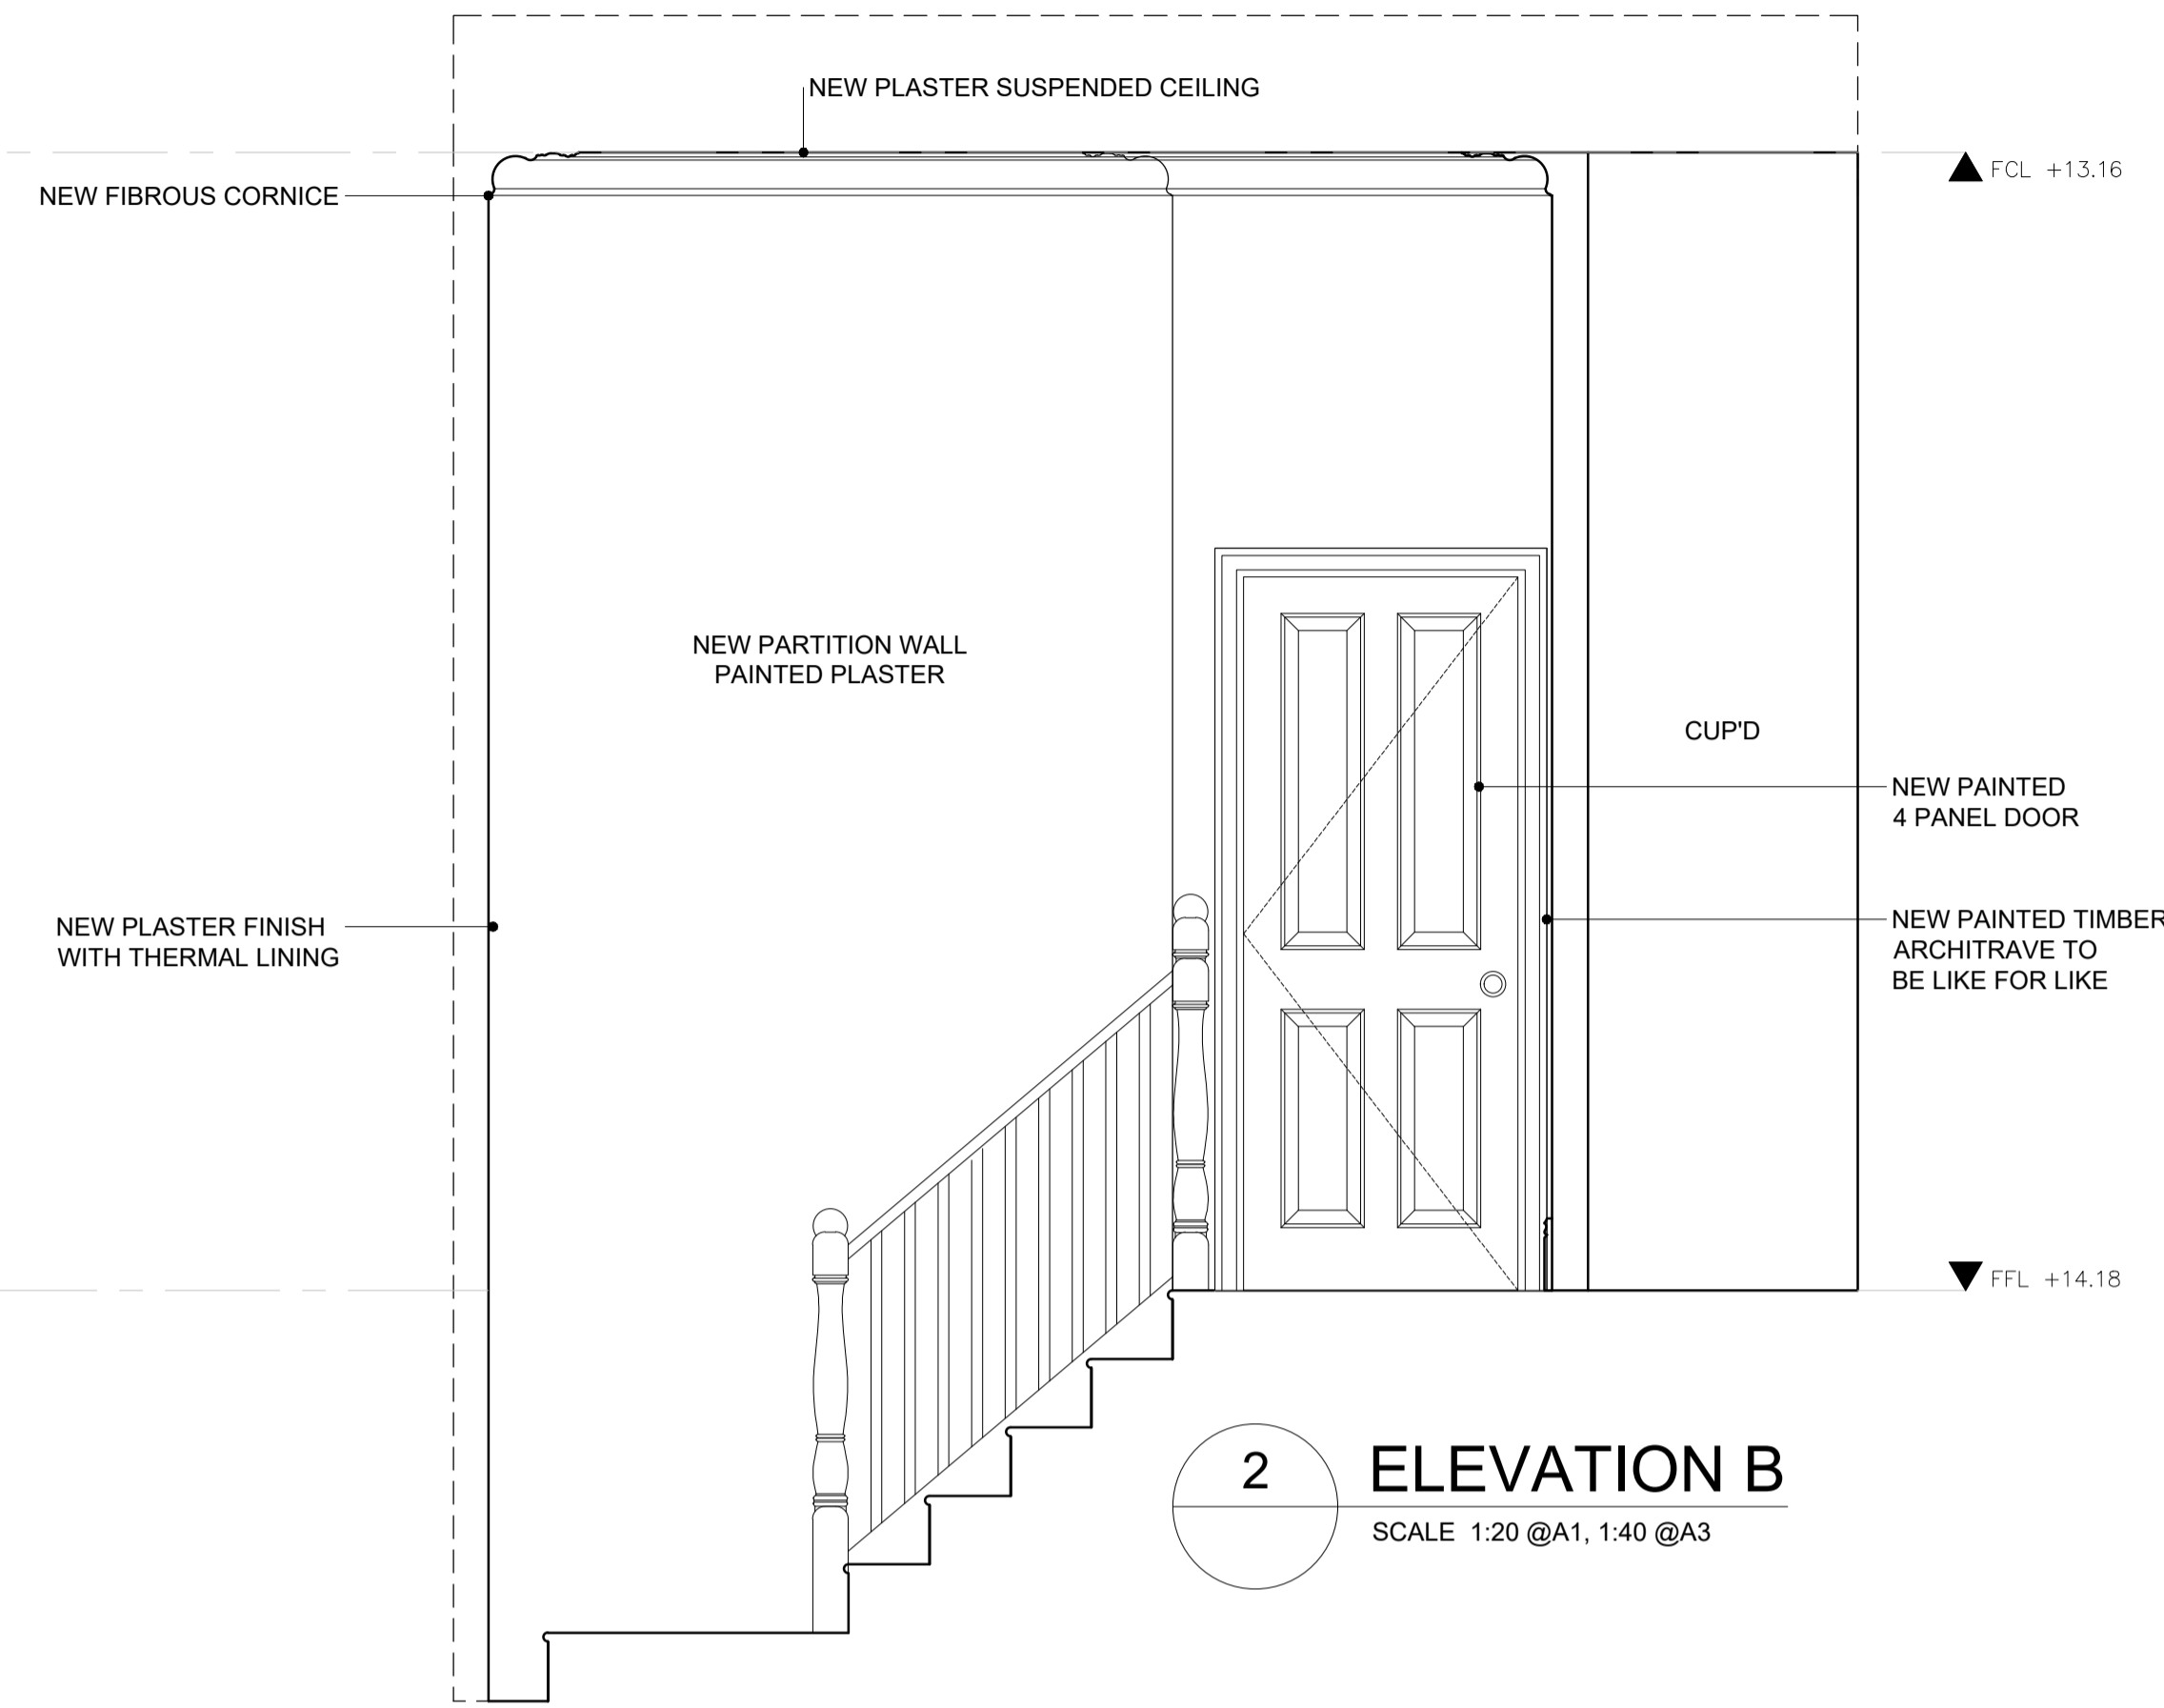 NEW PLASTER SUSPENDED CEILING
FCL +13.16
NEW FIBROUS CORNICE
NEW PARTITION WALL
PAINTED PLASTER
CUP'D
NEW PAINTED
4 PANEL DOOR
NEW PLASTER FINISH
WITH THERMAL LINING
NEW PAINTED TIMBER
ARCHITRAVE TO
BE LIKE FOR LIKE
FFL +14.18
2
ELEVATION B
SCALE 1:20 @A1, 1:40 @A3